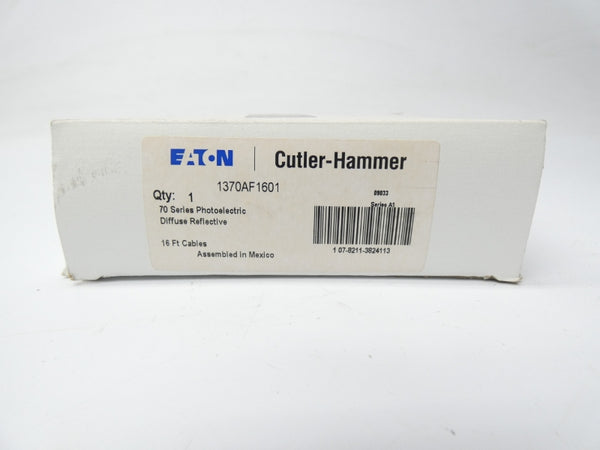 EATON | Cutler-Hammer
1370AF1601
Qty: 1
09033
Series A1
70 Series Photoelectric
Diffuse Reflective
16 Ft Cables
Assembled in Mexico
1 07-8211-3824113